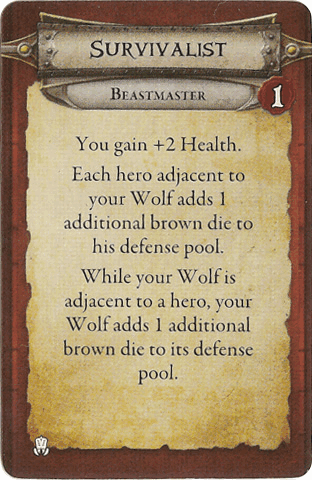 Survivalist
Beastmaster
1
You gain +2 Health.
Each hero adjacent to
your Wolf adds 1
additional brown die to
his defense pool.
While your Wolf is
adjacent to a hero, your
Wolf adds 1 additional
brown die to its defense
pool.